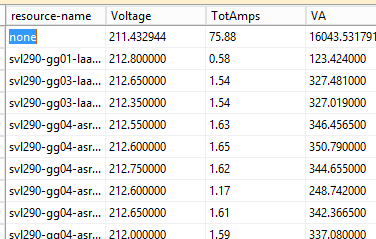 resource-name Voltage TotAmps VA
none 211.432944 75.88 16043.531791
svl290-gg01-laa... 212.800000 0.58 123.424000
svl290-gg03-laa... 212.650000 1.54 327.481000
svl290-gg03-laa... 212.350000 1.54 327.019000
svl290-gg04-asr... 212.550000 1.63 346.456500
svl290-gg04-asr... 212.600000 1.65 350.790000
svl290-gg04-asr... 212.750000 1.62 344.655000
svl290-gg04-asr... 212.600000 1.17 248.742000
svl290-gg04-asr... 212.650000 1.61 342.366500
svl290-gg04-asr... 212.000000 1.59 337.080000